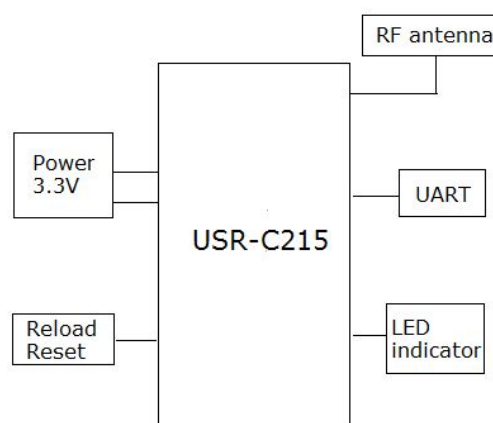 RF antenna
Power
3.3V
UART
USR-C215
Reload
Reset
LED
indicator